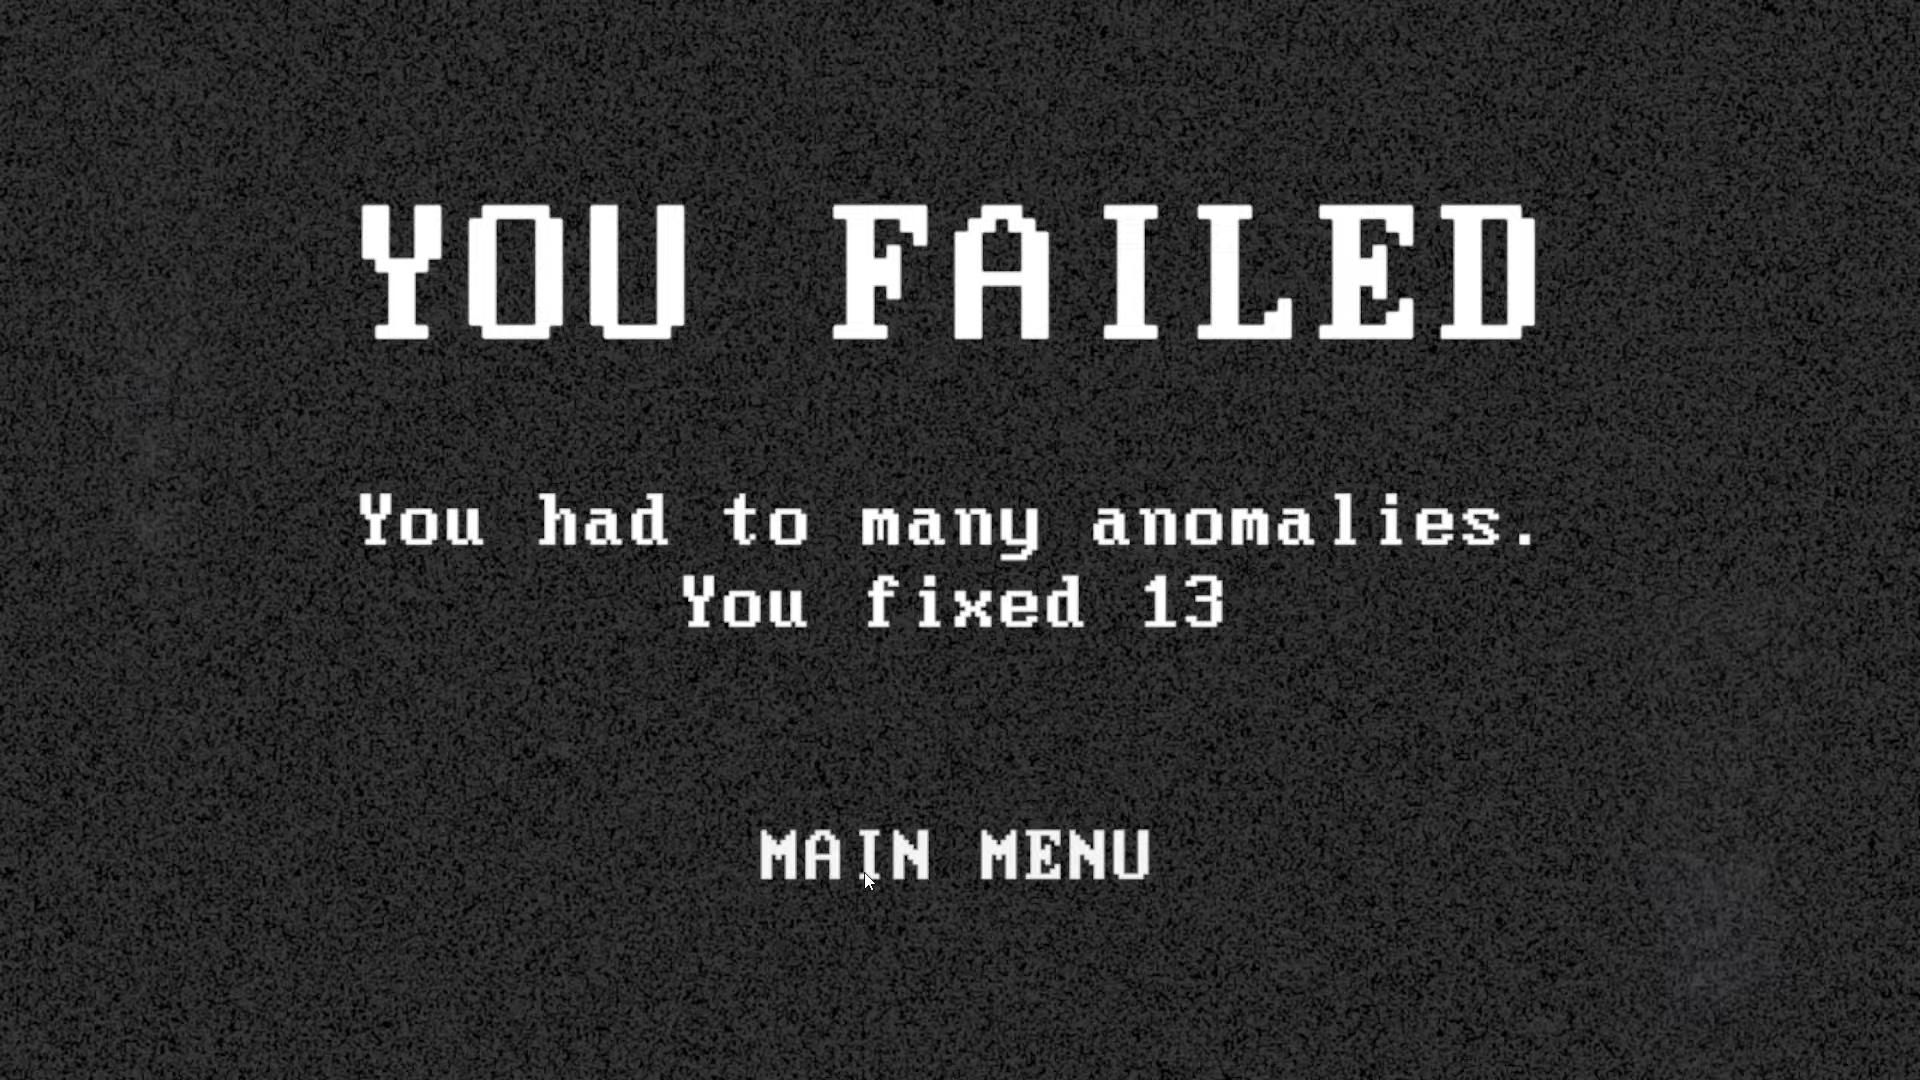 YOU FAILED
You had to many anomalies.
You fixed 13
MAIN MENU